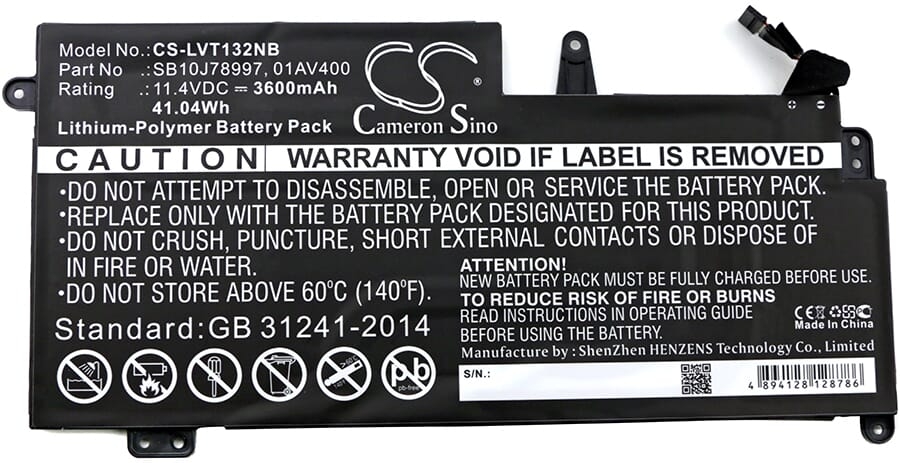 Model No.: CS-LVT132NB
Part No    : SB10J78997, 01AV400
Rating      : 11.4VDC ⎓ 3600mAh
41.04Wh
Lithium-Polymer Battery Pack
CS ®
Cameron Sino
+ -
CAUTION WARRANTY VOID IF LABEL IS REMOVED
•DO NOT ATTEMPT TO DISASSEMBLE, OPEN OR SERVICE THE BATTERY PACK.
•REPLACE ONLY WITH THE BATTERY PACK DESIGNATED FOR THIS PRODUCT.
•DO NOT CRUSH, PUNCTURE, SHORT EXTERNAL CONTACTS OR DISPOSE OF
IN FIRE OR WATER.
•DO NOT STORE ABOVE 60°C (140°F).
Standard: GB 31241-2014
pb-free
ATTENTION!
NEW BATTERY PACK MUST BE FULLY CHARGED BEFORE USE.
TO REDUCE RISK OF FIRE OR BURNS
READ INSTRUCTIONS IN OPERATING GUIDE
BEFORE USING THE BATTERY.
CE
Made In China
Manufacture by : ShenZhen HENZENS Technology Co., Limited
S/N.:
4 894128 128786